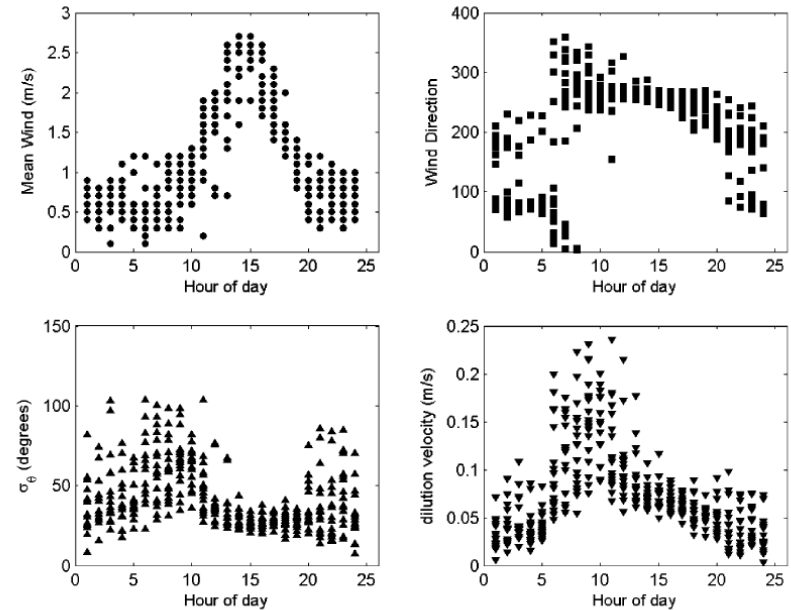 3
2.5
2
1.5
1
0.5
0
Mean Wind (m/s)
0 5 10 15 20 25
Hour of day
400
300
200
100
0
Wind Direction
0 5 10 15 20 25
Hour of day
150
100
50
0
σθ (degrees)
0 5 10 15 20 25
Hour of day
0.25
0.2
0.15
0.1
0.05
0
dilution velocity (m/s)
0 5 10 15 20 25
Hour of day